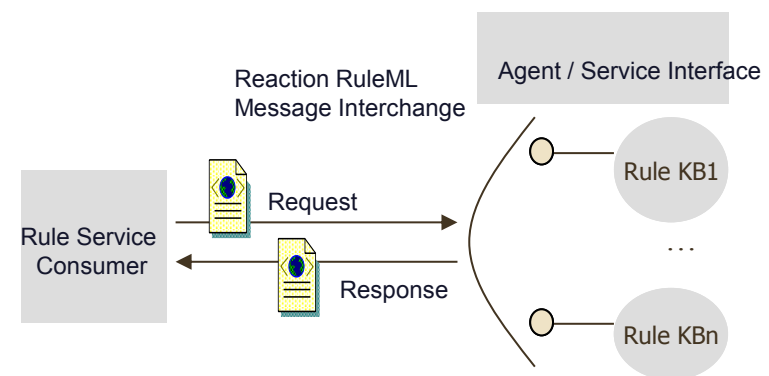 Reaction RuleML
Message Interchange
Agent / Service Interface
Rule KB1
Request
Rule Service
Consumer
...
Response
Rule KBn